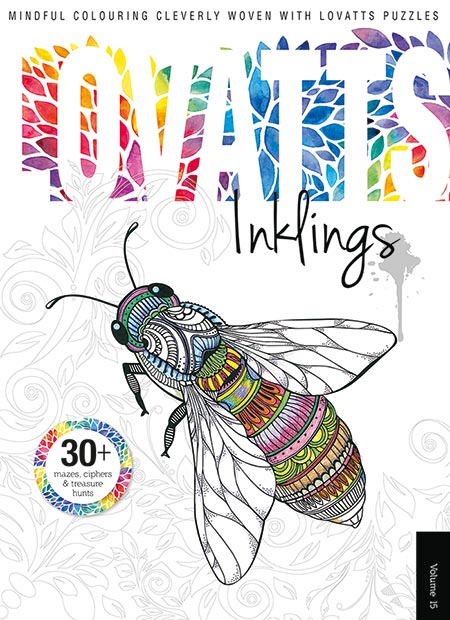 MINDFUL COLOURING CLEVERLY WOVEN WITH LOVATTS PUZZLES
LOVATTS
Inklings
30+
mazes, ciphers
& treasure
hunts
Volume 15